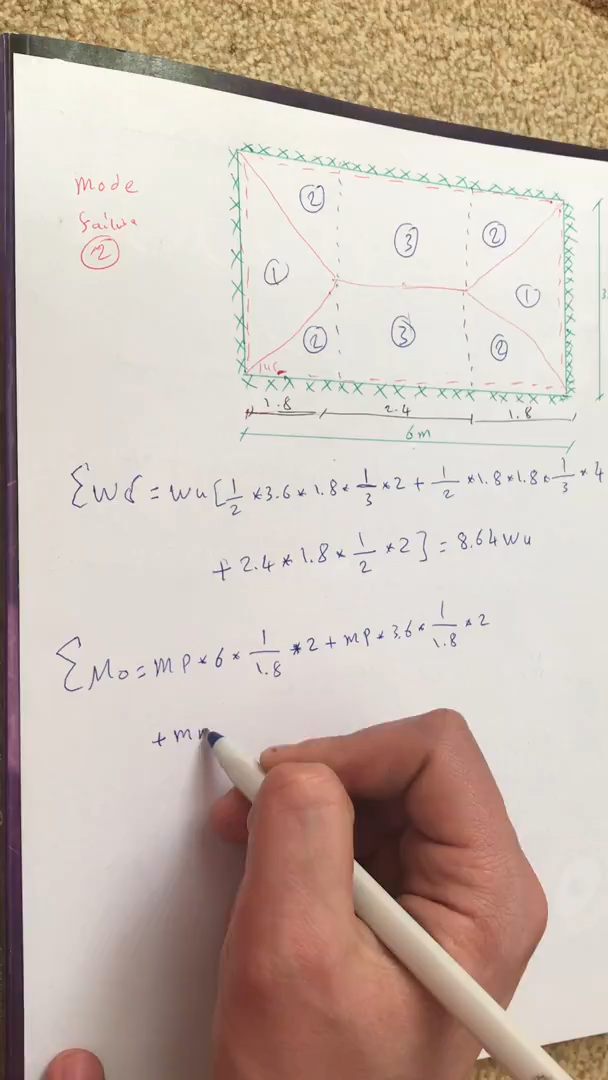 mode
failure
2
2
3
2
1
1
2
3
2
1.8
2.4
1.8
6m
∑Wδ = Wu[1/2 * 3.6 * 1.8 * 1/3 * 2 + 1/2 * 1.8 * 1.8 * 1/3 * 4
+ 2.4 * 1.8 * 1/2 * 2] = 8.64Wu
∑Mθ = mp * 6 * 1/1.8 * 2 + mp * 3.6 * 1/1.8 * 2
+ m